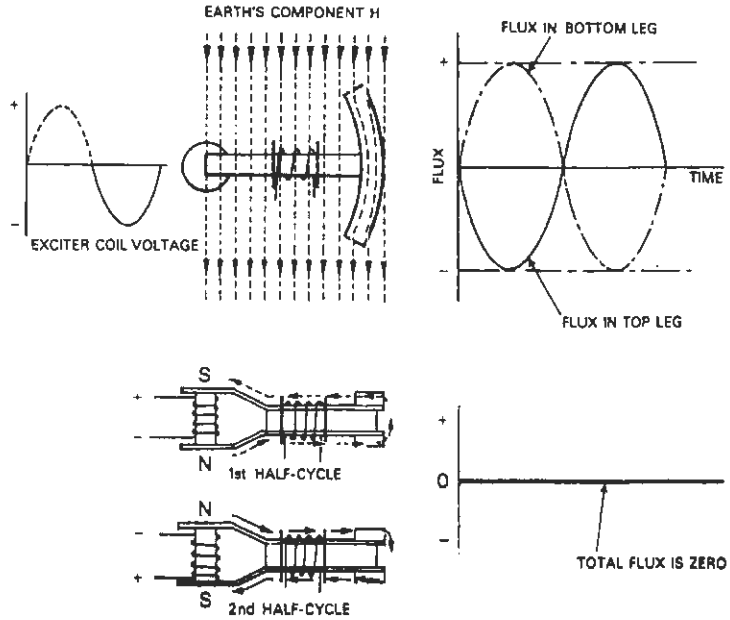 EARTH'S COMPONENT H
FLUX IN BOTTOM LEG
+
+
FLUX
TIME
−
EXCITER COIL VOLTAGE
−
FLUX IN TOP LEG
S
+
−
N
1st HALF-CYCLE
+
O
−
TOTAL FLUX IS ZERO
N
−
+
S
2nd HALF-CYCLE